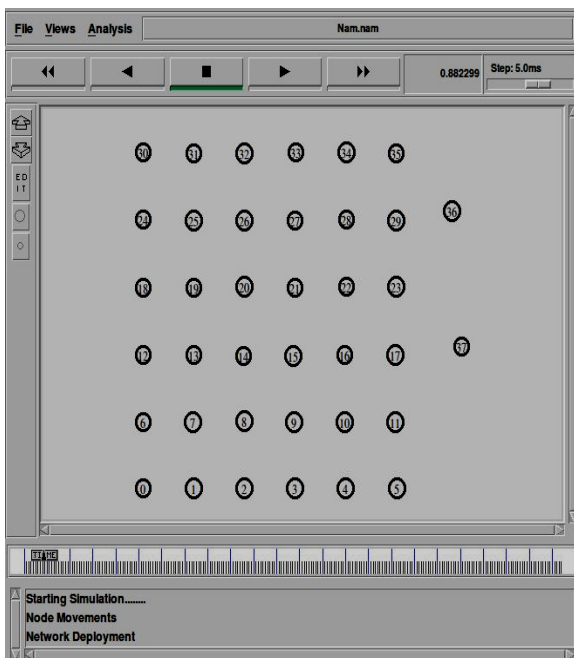 File Views Analysis Nam.nam
0.882299 Step: 5.0ms
ED
IT
30 31 32 33 34 35
36
24 25 26 27 28 29
18 19 20 21 22 23
37
12 13 14 15 16 17
6 7 8 9 10 11
0 1 2 3 4 5
TIME
Starting Simulation........
Node Movements
Network Deployment